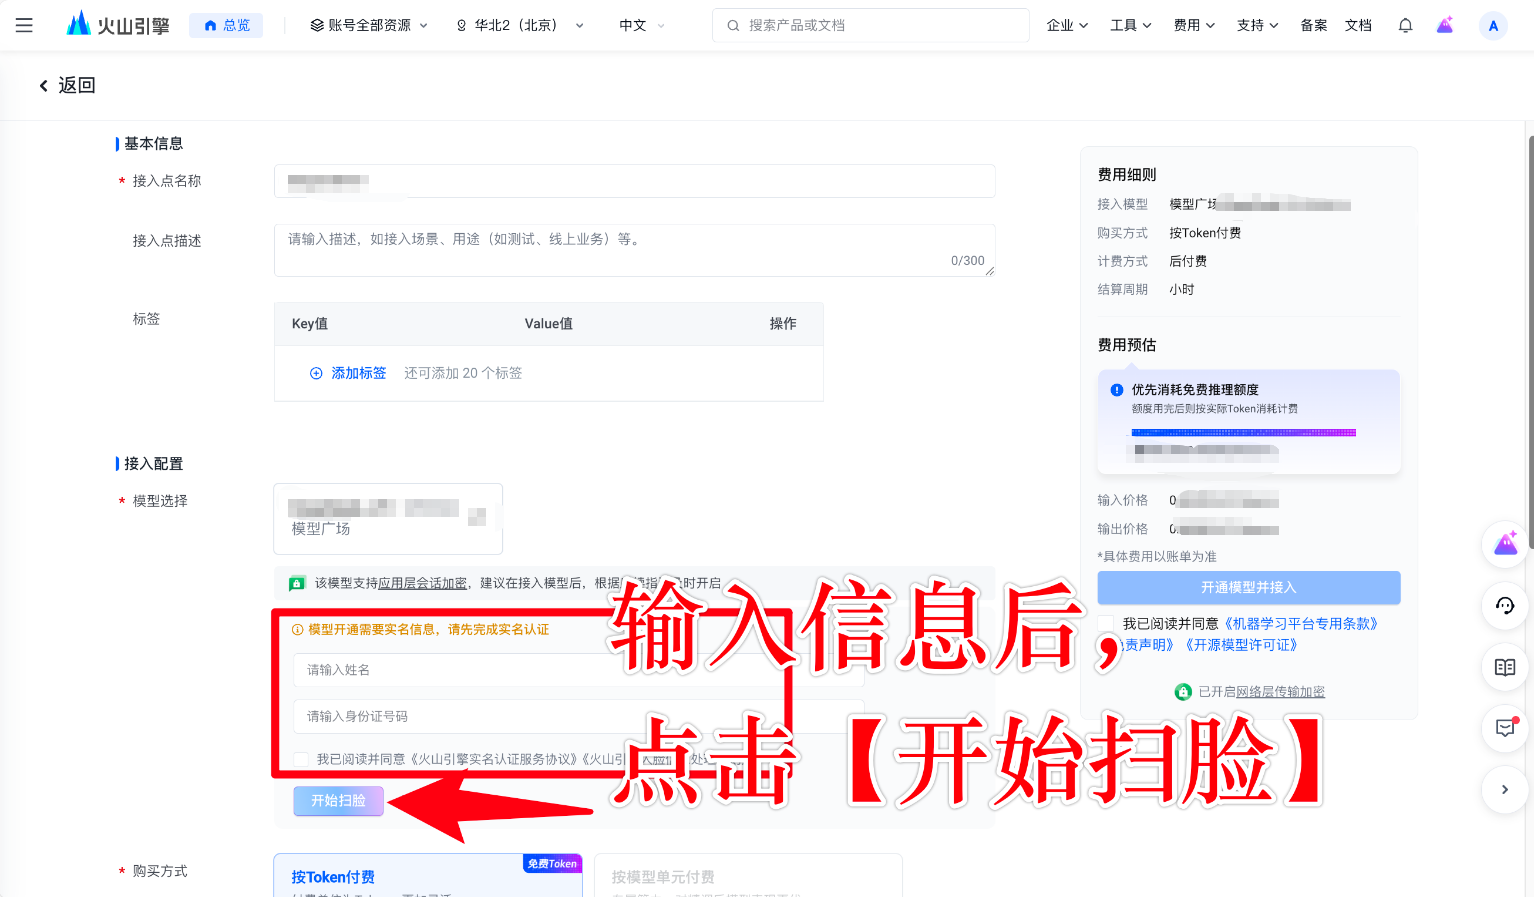 火山引擎
总览
账号全部资源
华北2（北京）
中文
搜索产品或文档
企业
工具
费用
支持
备案
文档
A
返回
基本信息
* 接入点名称
接入点描述
请输入描述，如接入场景、用途（如测试、线上业务）等。
0/300
标签
Key值
Value值
操作
添加标签
还可添加 20 个标签
接入配置
* 模型选择
模型广场
该模型支持应用层会话加密，建议在接入模型后，根据
时开启
模型开通需要实名信息，请先完成实名认证
请输入姓名
请输入身份证号码
我已阅读并同意《火山引擎实名认证服务协议》《火山引
开始扫脸
输入信息后，
点击【开始扫脸】
* 购买方式
按Token付费
免费Token
按模型单元付费
费用细则
接入模型
模型广场
购买方式
按Token付费
计费方式
后付费
结算周期
小时
费用预估
优先消耗免费推理额度
额度用完后则按实际Token消耗计费
输入价格
0
输出价格
0.
*具体费用以账单为准
开通模型并接入
我已阅读并同意《机器学习平台专用条款》
责声明》《开源模型许可证》
已开启网络层传输加密